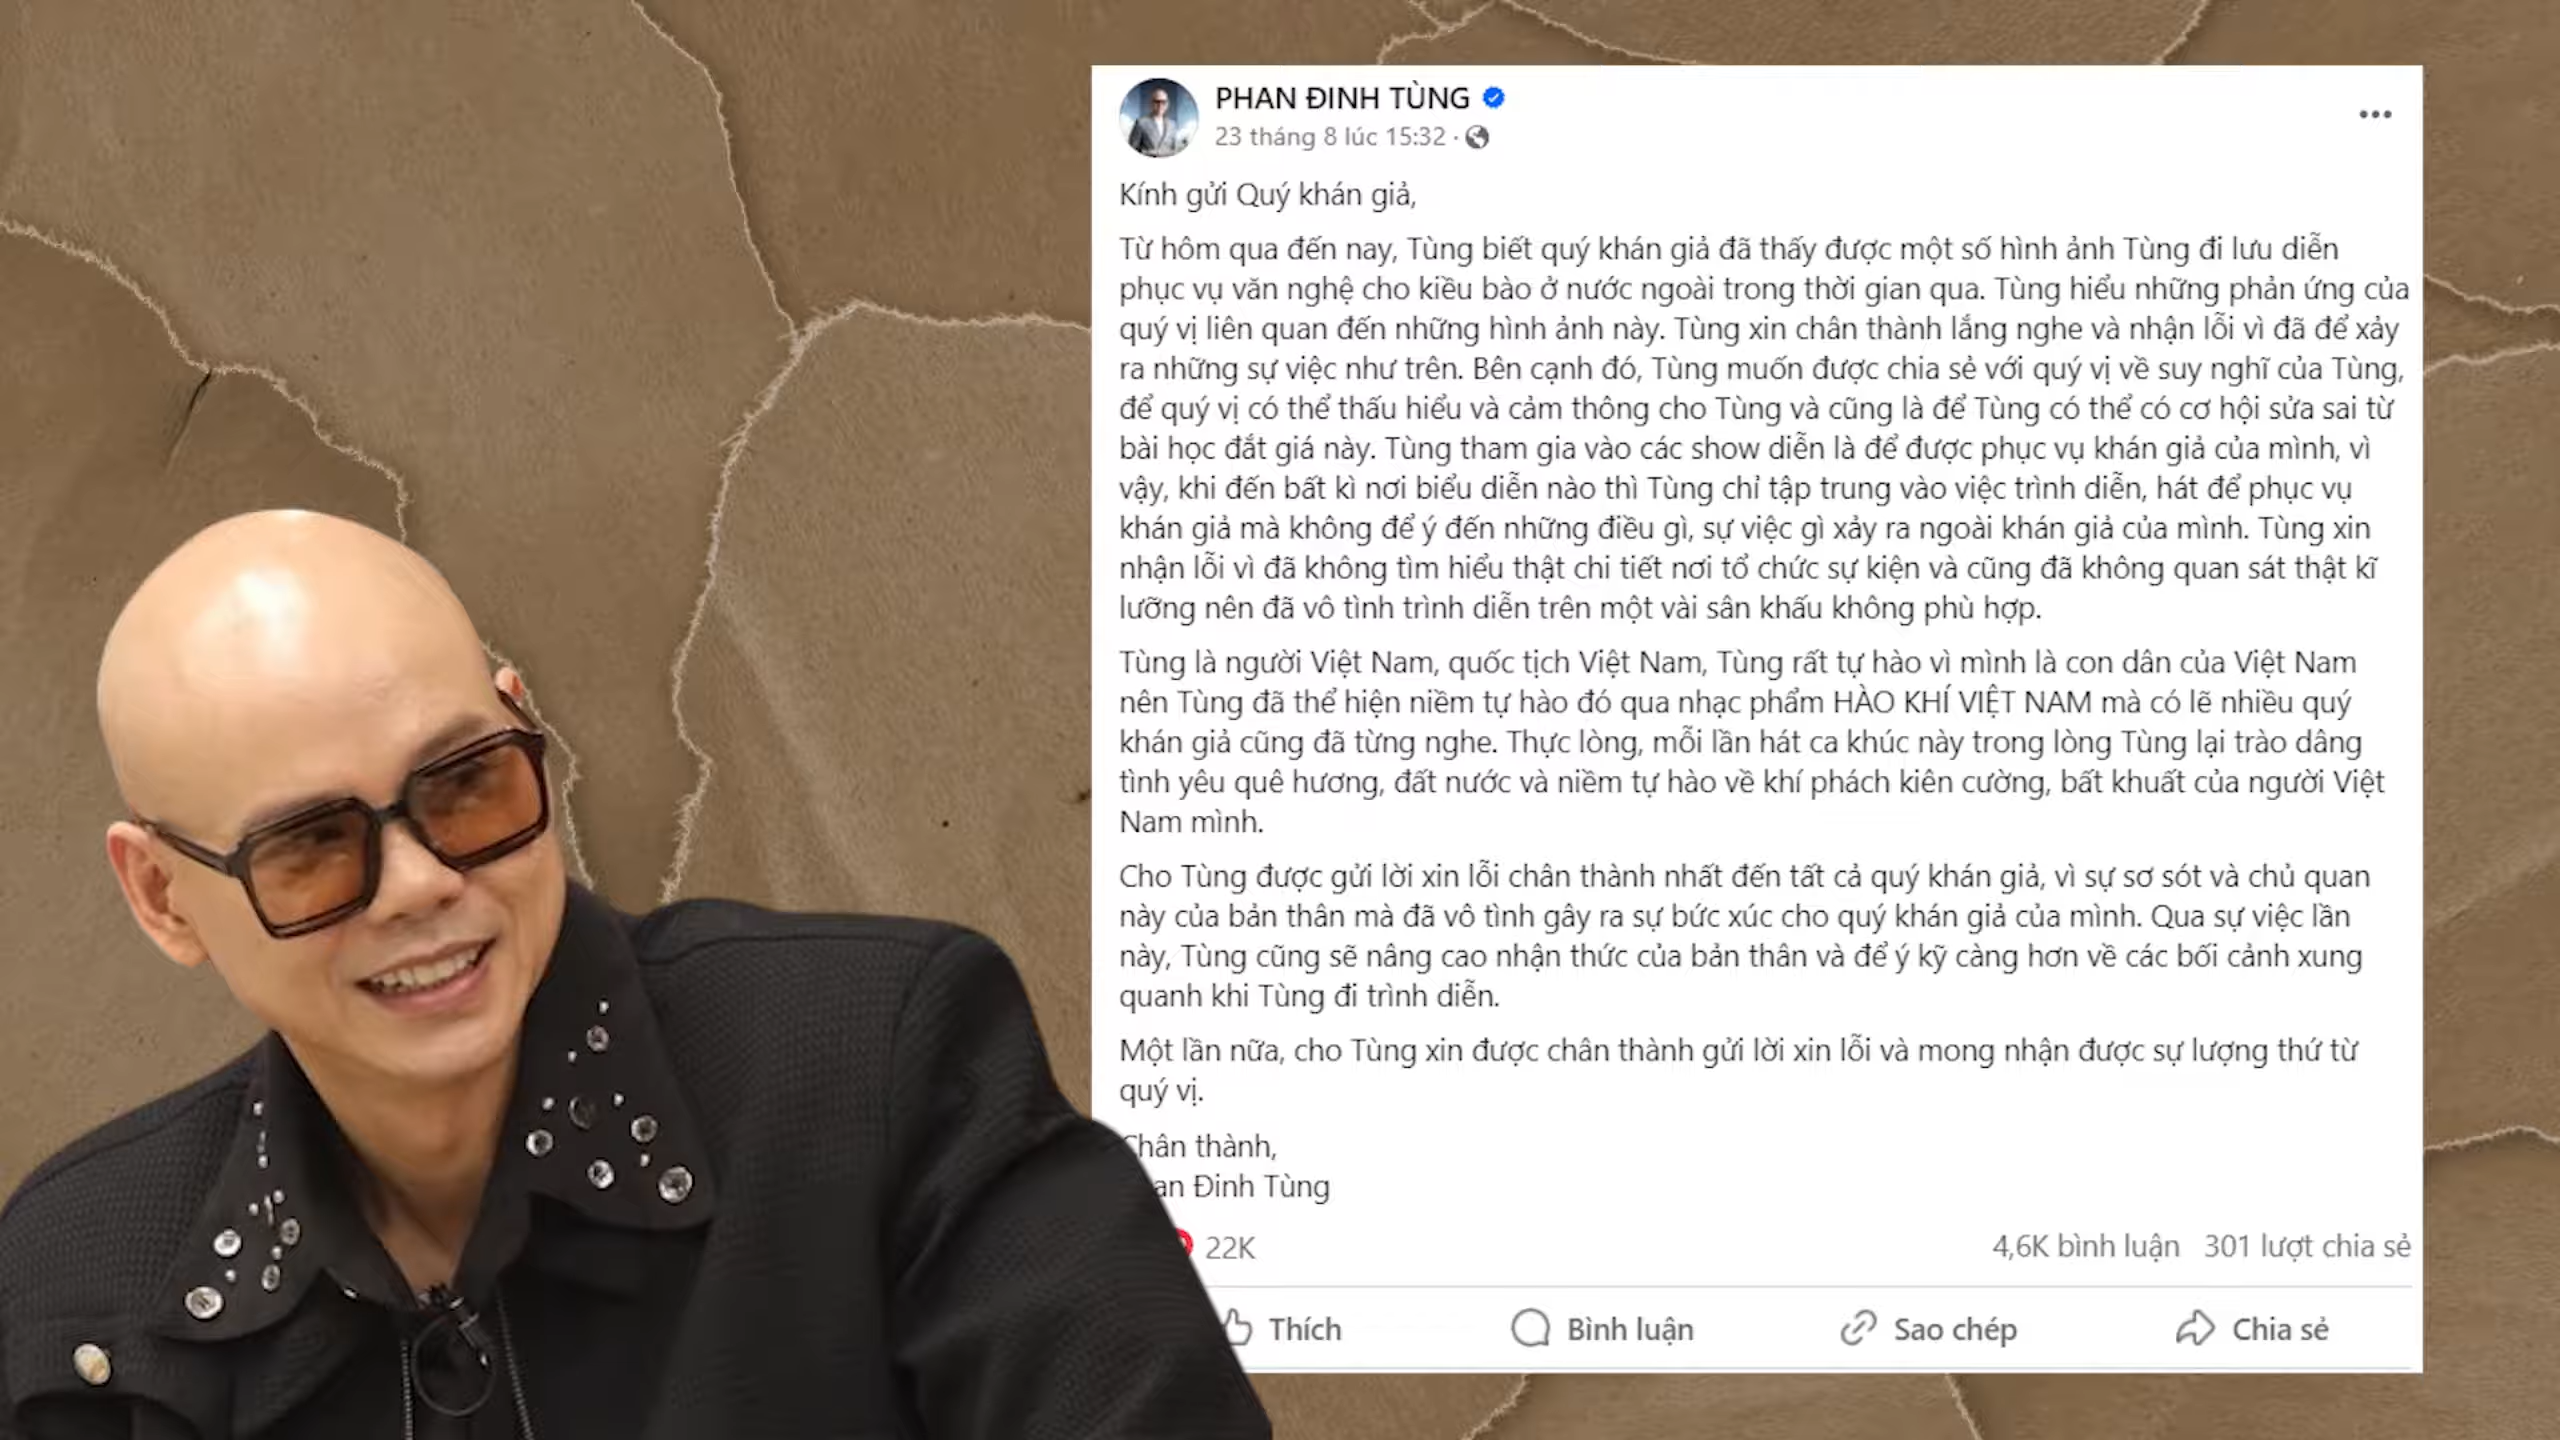 PHAN ĐINH TÙNG
23 tháng 8 lúc 15:32 ·
Kính gửi Quý khán giả,
Từ hôm qua đến nay, Tùng biết quý khán giả đã thấy được một số hình ảnh Tùng đi lưu diễn
phục vụ văn nghệ cho kiều bào ở nước ngoài trong thời gian qua. Tùng hiểu những phản ứng của
quý vị liên quan đến những hình ảnh này. Tùng xin chân thành lắng nghe và nhận lỗi vì đã để xảy
ra những sự việc như trên. Bên cạnh đó, Tùng muốn được chia sẻ với quý vị về suy nghĩ của Tùng,
để quý vị có thể thấu hiểu và cảm thông cho Tùng và cũng là để Tùng có thể có cơ hội sửa sai từ
bài học đắt giá này. Tùng tham gia vào các show diễn là để được phục vụ khán giả của mình, vì
vậy, khi đến bất kì nơi biểu diễn nào thì Tùng chỉ tập trung vào việc trình diễn, hát để phục vụ
khán giả mà không để ý đến những điều gì, sự việc gì xảy ra ngoài khán giả của mình. Tùng xin
nhận lỗi vì đã không tìm hiểu thật chi tiết nơi tổ chức sự kiện và cũng đã không quan sát thật kĩ
lưỡng nên đã vô tình trình diễn trên một vài sân khấu không phù hợp.
Tùng là người Việt Nam, quốc tịch Việt Nam, Tùng rất tự hào vì mình là con dân của Việt Nam
nên Tùng đã thể hiện niềm tự hào đó qua nhạc phẩm HÀO KHÍ VIỆT NAM mà có lẽ nhiều quý
khán giả cũng đã từng nghe. Thực lòng, mỗi lần hát ca khúc này trong lòng Tùng lại trào dâng
tình yêu quê hương, đất nước và niềm tự hào về khí phách kiên cường, bất khuất của người Việt
Nam mình.
Cho Tùng được gửi lời xin lỗi chân thành nhất đến tất cả quý khán giả, vì sự sơ sót và chủ quan
này của bản thân mà đã vô tình gây ra sự bức xúc cho quý khán giả của mình. Qua sự việc lần
này, Tùng cũng sẽ nâng cao nhận thức của bản thân và để ý kỹ càng hơn về các bối cảnh xung
quanh khi Tùng đi trình diễn.
Một lần nữa, cho Tùng xin được chân thành gửi lời xin lỗi và mong nhận được sự lượng thứ từ
quý vị.
Chân thành,
an Đinh Tùng
22K 4,6K bình luận 301 lượt chia sẻ
Thích Bình luận Sao chép Chia sẻ